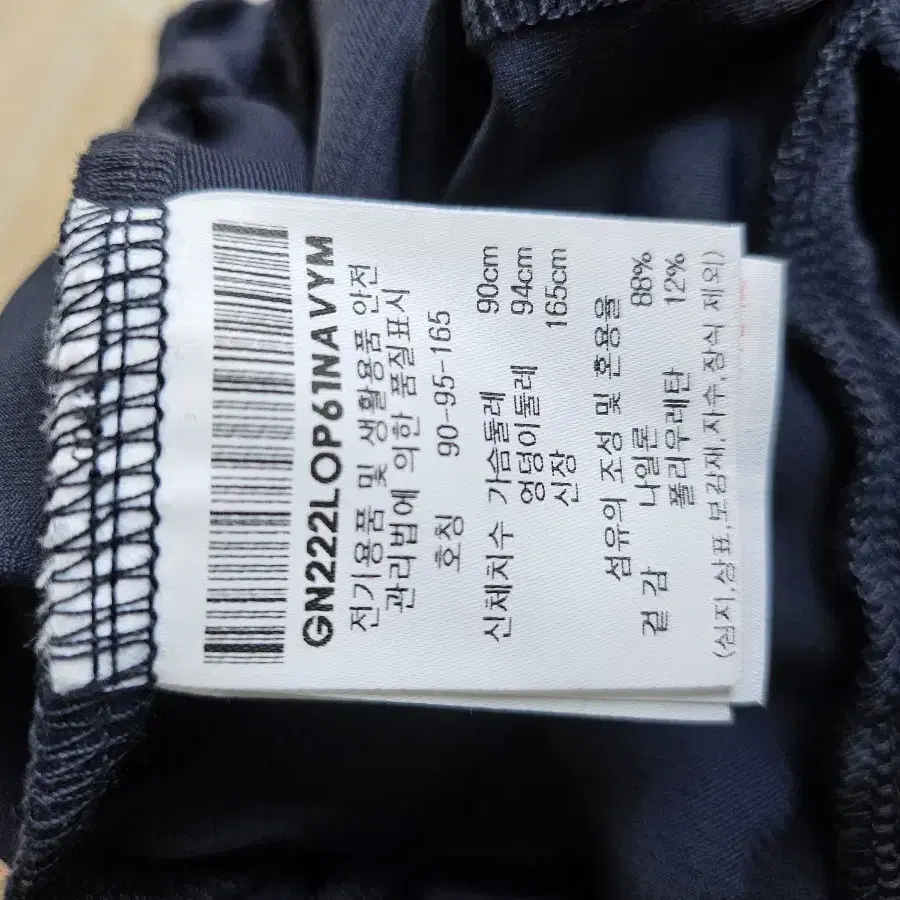 GN222LOP61NAVYM
전기용품 및 생활용품 안전
관리법에 의한 품질표시
호칭 90-95-165
신체치수 가슴둘레 90cm
엉덩이둘레 94cm
신장 165cm
섬유의 조성 및 혼용율
겉 감 나일론 88%
폴리우레탄 12%
(심지,상표,보강재,자수,장식 제외)